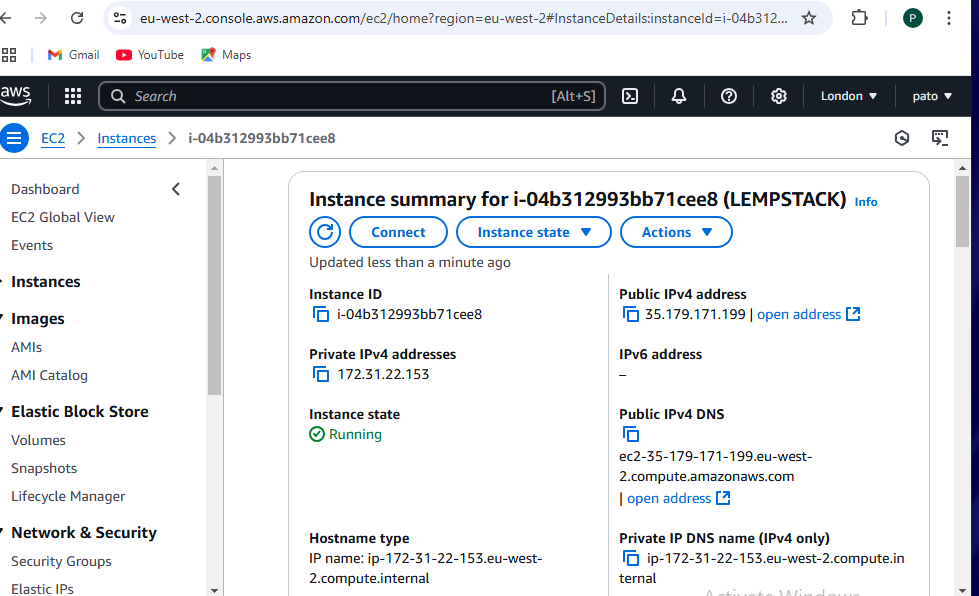 eu-west-2.console.aws.amazon.com/ec2/home?region=eu-west-2#InstanceDetails:instanceId=i-04b312...
P
Gmail
YouTube
Maps
aws
Search
[Alt+S]
London
pato
EC2
Instances
i-04b312993bb71cee8
Dashboard
EC2 Global View
Events
Instances
Images
AMIs
AMI Catalog
Elastic Block Store
Volumes
Snapshots
Lifecycle Manager
Network & Security
Security Groups
Elastic IPs
Instance summary for i-04b312993bb71cee8 (LEMPSTACK) Info
Connect
Instance state
Actions
Updated less than a minute ago
Instance ID
i-04b312993bb71cee8
Public IPv4 address
35.179.171.199 | open address
Private IPv4 addresses
172.31.22.153
IPv6 address
–
Instance state
Running
Public IPv4 DNS
ec2-35-179-171-199.eu-west-
2.compute.amazonaws.com
| open address
Hostname type
IP name: ip-172-31-22-153.eu-west-
2.compute.internal
Private IP DNS name (IPv4 only)
ip-172-31-22-153.eu-west-2.compute.in
ternal
Activate Windows